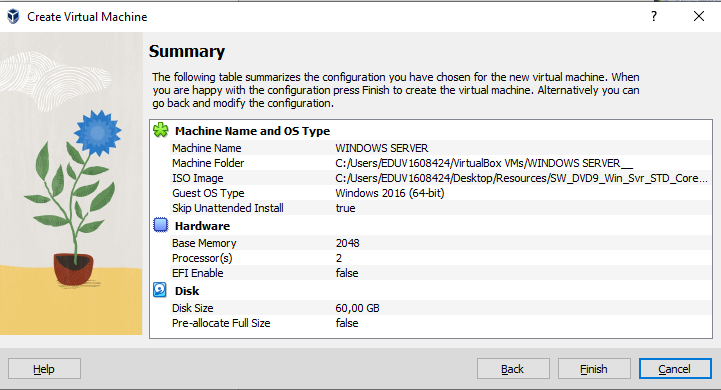 Create Virtual Machine
Summary
The following table summarizes the configuration you have chosen for the new virtual machine. When
you are happy with the configuration press Finish to create the virtual machine. Alternatively you can
go back and modify the configuration.
Machine Name and OS Type
Machine Name WINDOWS SERVER
Machine Folder C:/Users/EDUV1608424/VirtualBox VMs/WINDOWS SERVER__
ISO Image C:/Users/EDUV1608424/Desktop/Resources/SW_DVD9_Win_Svr_STD_Core...
Guest OS Type Windows 2016 (64-bit)
Skip Unattended Install true
Hardware
Base Memory 2048
Processor(s) 2
EFI Enable false
Disk
Disk Size 60,00 GB
Pre-allocate Full Size false
Help Back Finish Cancel